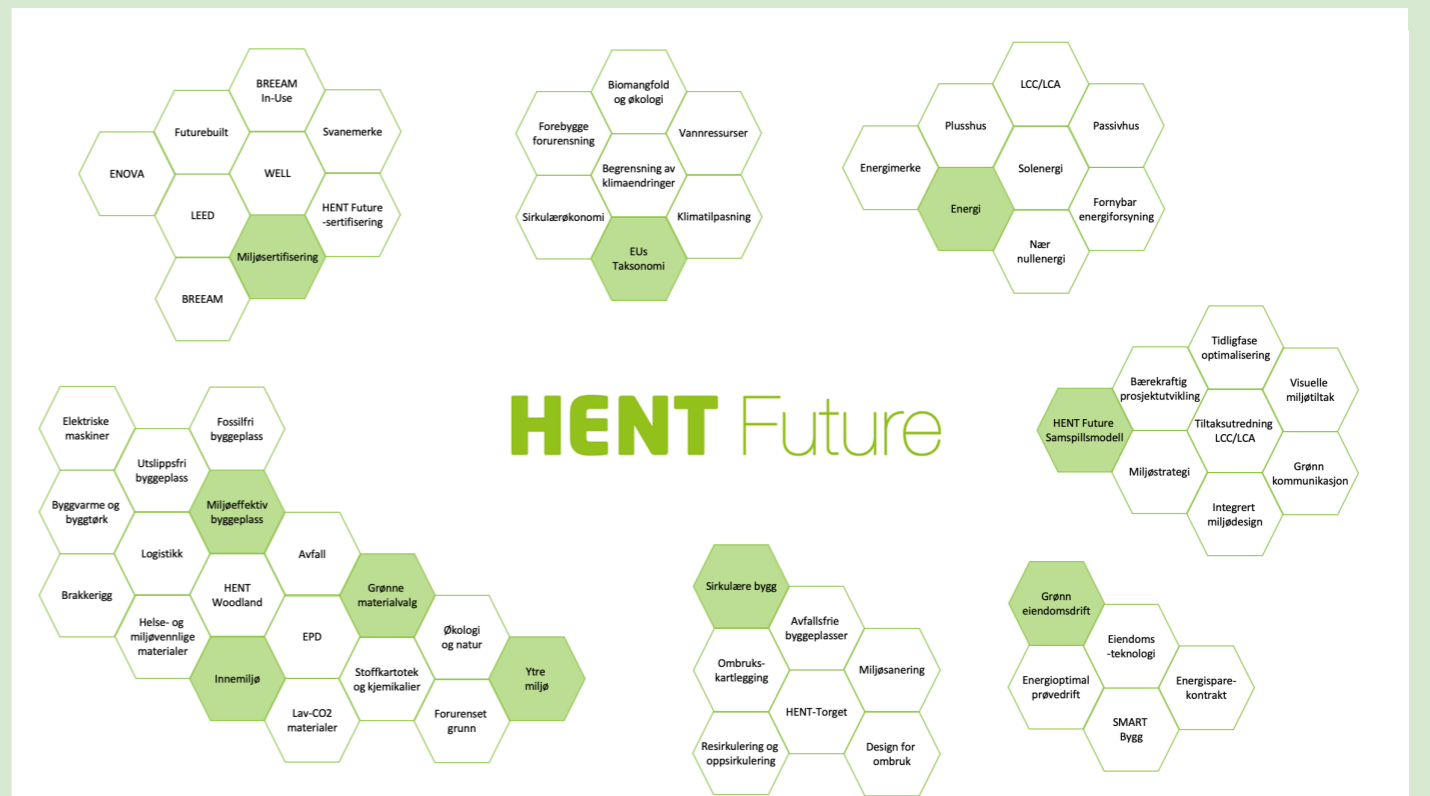 BREEAM
In-Use
Futurebuilt
Svanemerke
ENOVA
WELL
LEED
HENT Future
-sertifisering
Miljøsertifisering
BREEAM
Biomangfold
og økologi
Forebygge
forurensning
Vannressurser
Begrensning av
klimaendringer
Sirkulærøkonomi
Klimatilpasning
EUs
Taksonomi
LCC/LCA
Plusshus
Passivhus
Energimerke
Solenergi
Energi
Fornybar
energiforsyning
Nær
nullenergi
HENT Future
Tidligfase
optimalisering
Bærekraftig
prosjektutvikling
Visuelle
miljøtiltak
HENT Future
Samspillsmodell
Tiltaksutredning
LCC/LCA
Miljøstrategi
Grønn
kommunikasjon
Integrert
miljødesign
Elektriske
maskiner
Fossilfri
byggeplass
Utslippsfri
byggeplass
Byggvarme og
byggtørk
Miljøeffektiv
byggeplass
Logistikk
Avfall
Brakkerigg
HENT
Woodland
Grønne
materialvalg
Helse- og
miljøvennlige
materialer
EPD
Økologi
og natur
Innemiljø
Stoffkartotek
og kjemikalier
Ytre
miljø
Lav-CO2
materialer
Forurenset
grunn
Sirkulære bygg
Avfallsfrie
byggeplasser
Ombruks-
kartlegging
Miljøsanering
HENT-Torget
Resirkulering og
oppsirkulering
Design for
ombruk
Grønn
eiendomsdrift
Eiendoms
-teknologi
Energioptimal
prøvedrift
Energispare-
kontrakt
SMART
Bygg